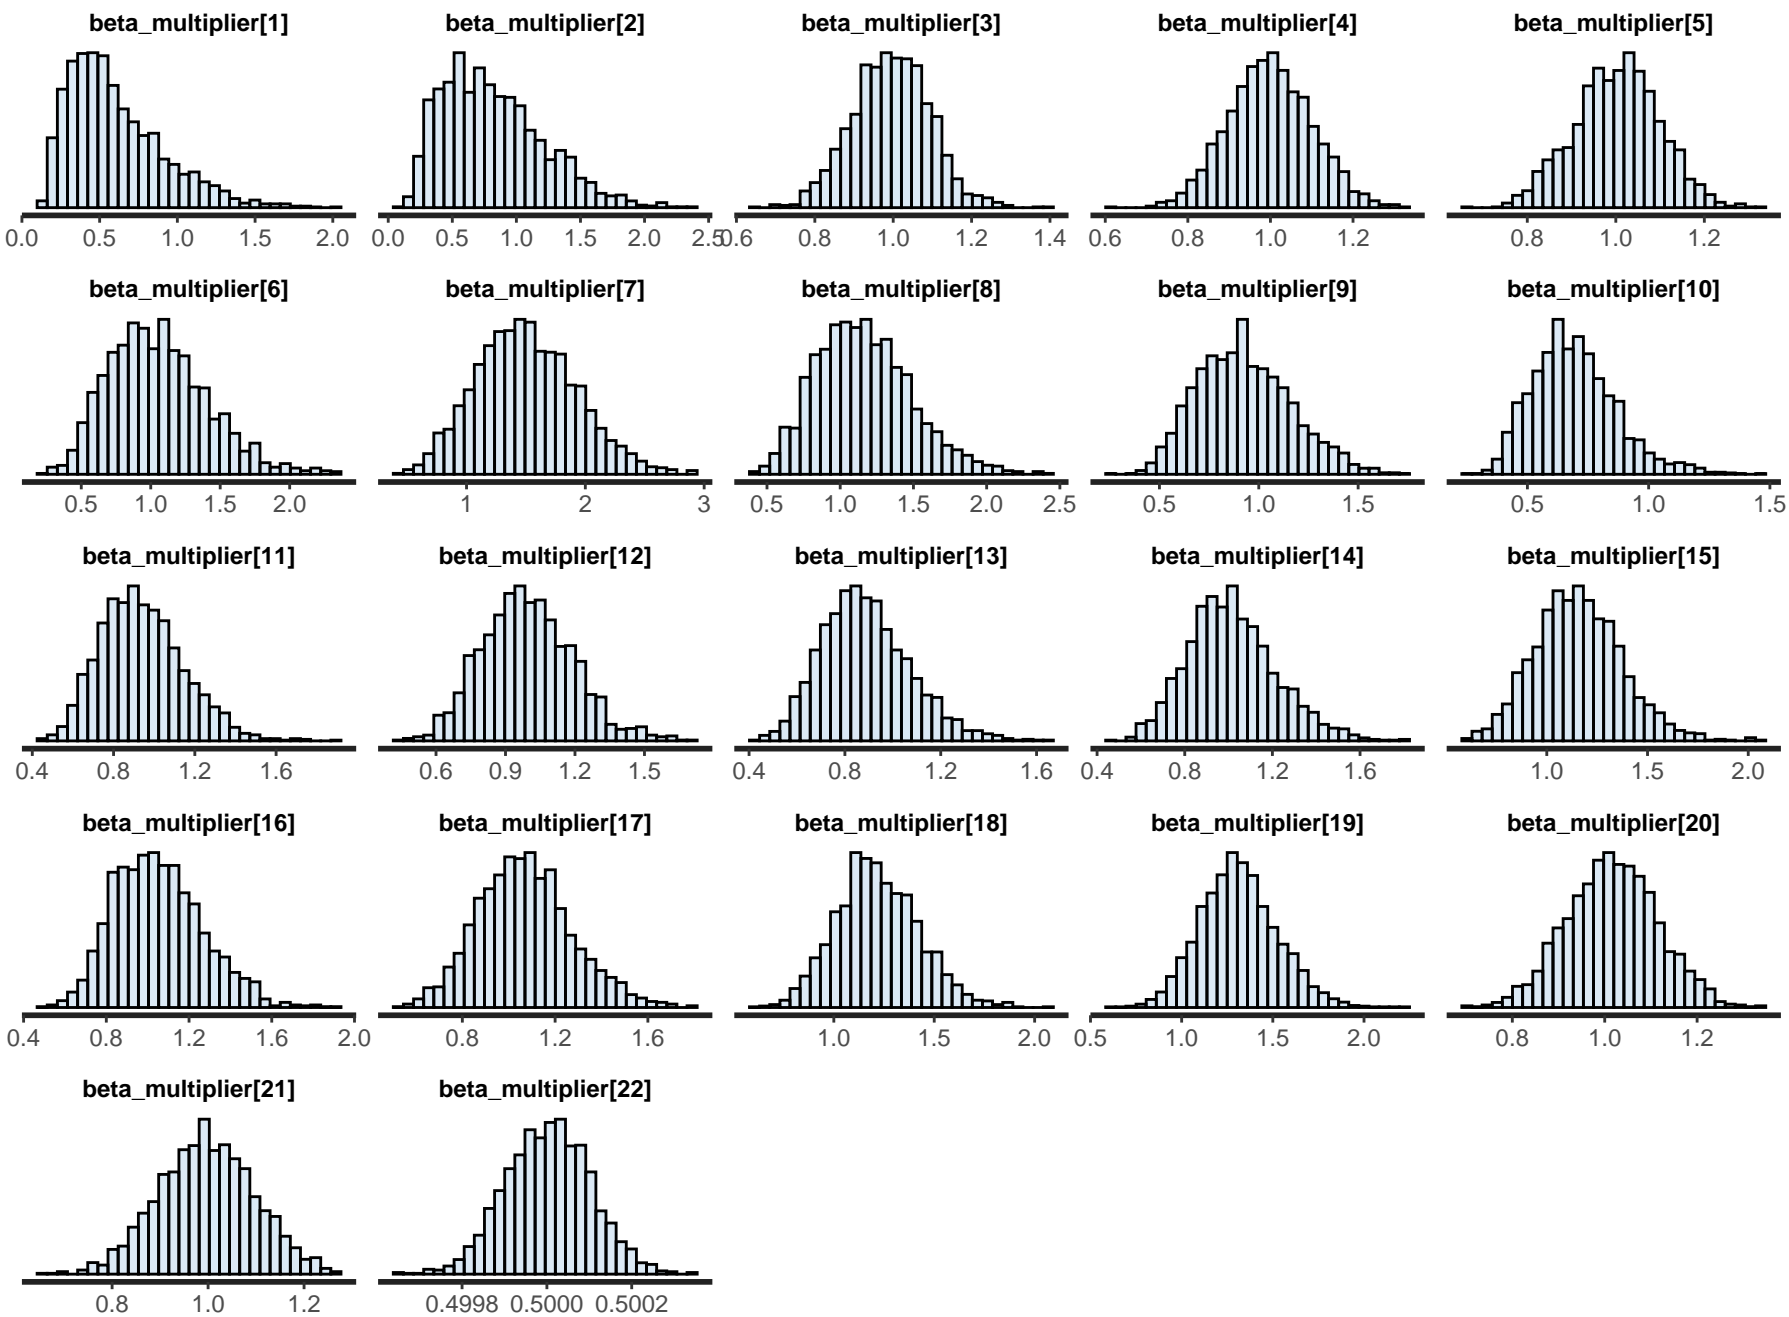 beta_multiplier[1] beta_multiplier[2] beta_multiplier[3] beta_multiplier[4] beta_multiplier[5]
0.0 0.5 1.0 1.5 2.0 0.0 0.5 1.0 1.5 2.0 2.5 0.6 0.8 1.0 1.2 1.4 0.6 0.8 1.0 1.2 0.8 1.0 1.2
beta_multiplier[6] beta_multiplier[7] beta_multiplier[8] beta_multiplier[9] beta_multiplier[10]
0.5 1.0 1.5 2.0 1 2 3 0.5 1.0 1.5 2.0 2.5 0.5 1.0 1.5 0.5 1.0 1.5
beta_multiplier[11] beta_multiplier[12] beta_multiplier[13] beta_multiplier[14] beta_multiplier[15]
0.4 0.8 1.2 1.6 0.6 0.9 1.2 1.5 0.4 0.8 1.2 1.6 0.4 0.8 1.2 1.6 1.0 1.5 2.0
beta_multiplier[16] beta_multiplier[17] beta_multiplier[18] beta_multiplier[19] beta_multiplier[20]
0.4 0.8 1.2 1.6 2.0 0.8 1.2 1.6 1.0 1.5 2.0 0.5 1.0 1.5 2.0 0.8 1.0 1.2
beta_multiplier[21] beta_multiplier[22]
0.8 1.0 1.2 0.4998 0.5000 0.5002